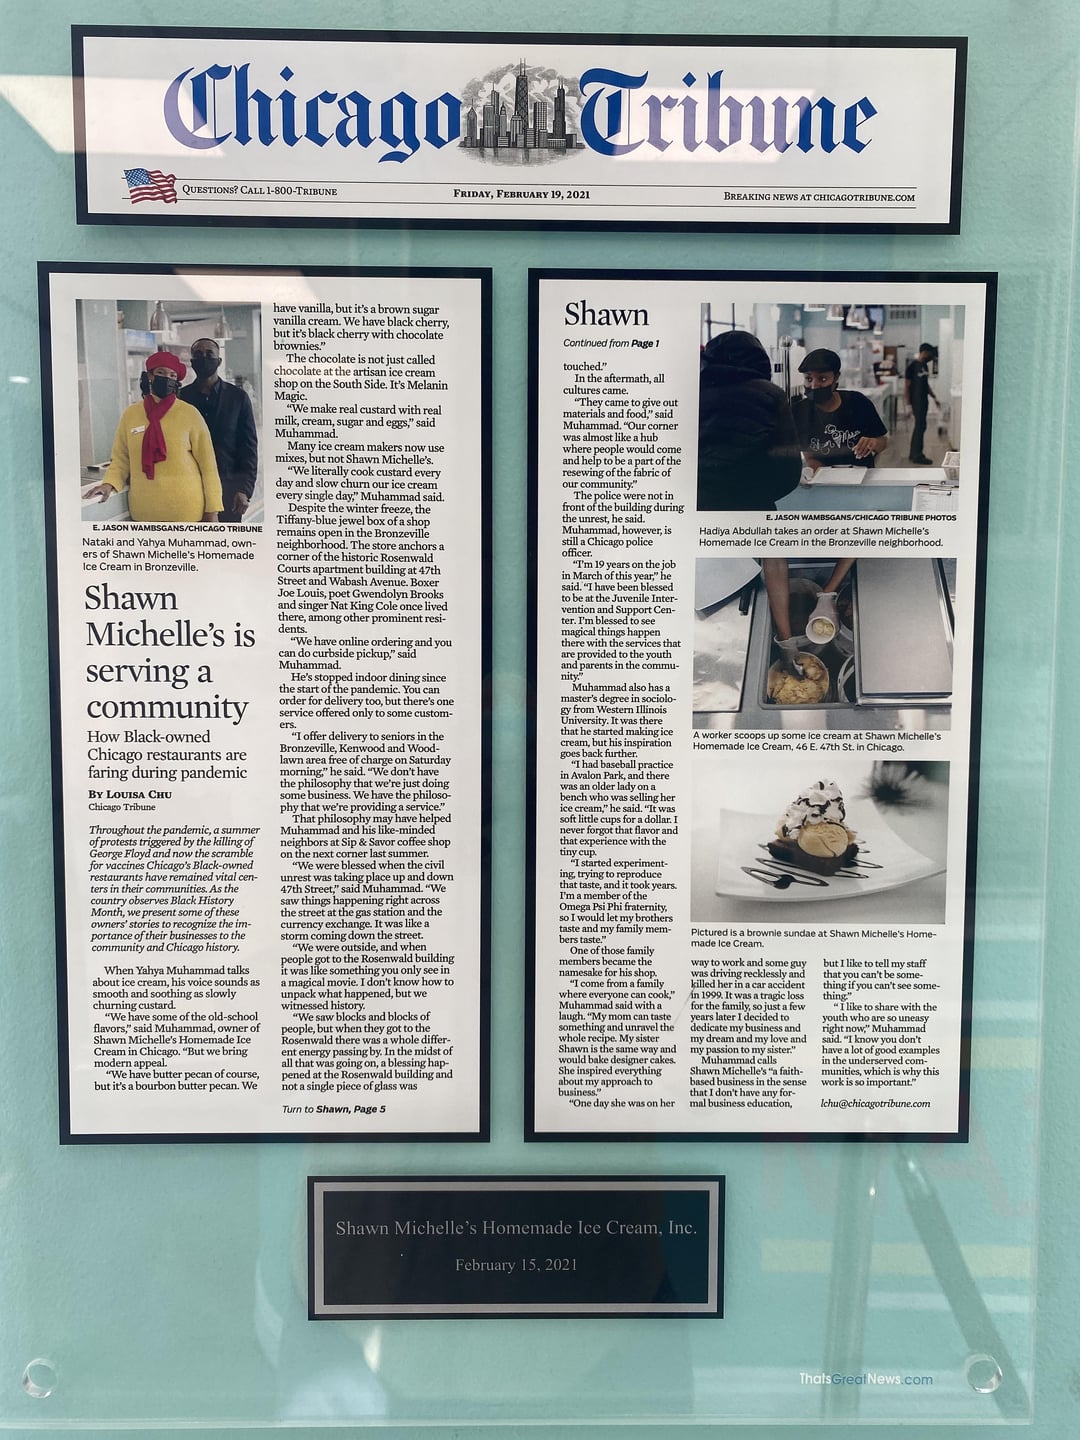 Chicago Tribune
QUESTIONS? CALL 1-800-TRIBUNE
FRIDAY, FEBRUARY 19, 2021
BREAKING NEWS AT CHICAGOTRIBUNE.COM
E. JASON WAMBSGANS/CHICAGO TRIBUNE
Nataki and Yahya Muhammad, own-
ers of Shawn Michelle's Homemade
Ice Cream in Bronzeville.
Shawn
Michelle's is
serving a
community
How Black-owned
Chicago restaurants are
faring during pandemic
BY LOUISA CHU
Chicago Tribune
Throughout the pandemic, a summer
of protests triggered by the killing of
George Floyd and now the scramble
for vaccines Chicago's Black-owned
restaurants have remained vital cen-
ters in their communities. As the
country observes Black History
Month, we present some of these
owners' stories to recognize the im-
portance of their businesses to the
community and Chicago history.
When Yahya Muhammad talks
about ice cream, his voice sounds as
smooth and soothing as slowly
churning custard.
"We have some of the old-school
flavors," said Muhammad, owner of
Shawn Michelle's Homemade Ice
Cream in Chicago. "But we bring
modern appeal.
"We have butter pecan of course,
but it's a bourbon butter pecan. We
have vanilla, but it's a brown sugar
vanilla cream. We have black cherry,
but it's black cherry with chocolate
brownies."
The chocolate is not just called
chocolate at the artisan ice cream
shop on the South Side. It's Melanin
Magic.
"We make real custard with real
milk, cream, sugar and eggs," said
Muhammad.
Many ice cream makers now use
mixes, but not Shawn Michelle's.
"We literally cook custard every
day and slow churn our ice cream
every single day," Muhammad said.
Despite the winter freeze, the
Tiffany-blue jewel box of a shop
remains open in the Bronzeville
neighborhood. The store anchors a
corner of the historic Rosenwald
Courts apartment building at 47th
Street and Wabash Avenue. Boxer
Joe Louis, poet Gwendolyn Brooks
and singer Nat King Cole once lived
there, among other prominent resi-
dents.
"We have online ordering and you
can do curbside pickup," said
Muhammad.
He's stopped indoor dining since
the start of the pandemic. You can
order for delivery too, but there's one
service offered only to some custom-
ers.
"I offer delivery to seniors in the
Bronzeville, Kenwood and Wood-
lawn area free of charge on Saturday
morning," he said. "We don't have
the philosophy that we're just doing
some business. We have the philoso-
phy that we're providing a service."
That philosophy may have helped
Muhammad and his like-minded
neighbors at Sip & Savor coffee shop
on the next corner last summer.
"We were blessed when the civil
unrest was taking place up and down
47th Street," said Muhammad. "We
saw things happening right across
the street at the gas station and the
currency exchange. It was like a
storm coming down the street.
"We were outside, and when
people got to the Rosenwald building
it was like something you only see in
a magical movie. I don't know how to
unpack what happened, but we
witnessed history.
"We saw blocks and blocks of
people, but when they got to the
Rosenwald there was a whole differ-
ent energy passing by. In the midst of
all that was going on, a blessing hap-
pened at the Rosenwald building and
not a single piece of glass was
Turn to Shawn, Page 5
Shawn
Continued from Page 1
touched."
In the aftermath, all
cultures came.
"They came to give out
materials and food," said
Muhammad. "Our corner
was almost like a hub
where people would come
and help to be a part of the
resewing of the fabric of
our community."
The police were not in
front of the building during
the unrest, he said.
Muhammad, however, is
still a Chicago police
officer.
"I'm 19 years on the job
in March of this year," he
said. "I have been blessed
to be at the Juvenile Inter-
vention and Support Cen-
ter. I'm blessed to see
magical things happen
there with the services that
are provided to the youth
and parents in the commu-
nity."
Muhammad also has a
master's degree in sociolo-
gy from Western Illinois
University. It was there
that he started making ice
cream, but his inspiration
goes back further.
"I had baseball practice
in Avalon Park, and there
was an older lady on a
bench who was selling her
ice cream," he said. "It was
soft little cups for a dollar. I
never forgot that flavor and
that experience with the
tiny cup.
"I started experiment-
ing, trying to reproduce
that taste, and it took years.
I'm a member of the
Omega Psi Phi fraternity,
so I would let my brothers
taste and my family mem-
bers taste."
One of those family
members became the
namesake for his shop.
"I come from a family
where everyone can cook,"
Muhammad said with a
laugh. "My mom can taste
something and unravel the
whole recipe. My sister
Shawn is the same way and
would bake designer cakes.
She inspired everything
about my approach to
business."
"One day she was on her
E. JASON WAMBSGANS/CHICAGO TRIBUNE PHOTOS
Hadiya Abdullah takes an order at Shawn Michelle's
Homemade Ice Cream in the Bronzeville neighborhood.
A worker scoops up some ice cream at Shawn Michelle's
Homemade Ice Cream, 46 E. 47th St. in Chicago.
Pictured is a brownie sundae at Shawn Michelle's Home-
made Ice Cream.
way to work and some guy
was driving recklessly and
killed her in a car accident
in 1999. It was a tragic loss
for the family, so just a few
years later I decided to
dedicate my business and
my dream and my love and
my passion to my sister."
Muhammad calls
Shawn Michelle's "a faith-
based business in the sense
that I don't have any for-
mal business education,
but I like to tell my staff
that you can't be some-
thing if you can't see some-
thing."
" I like to share with the
youth who are so uneasy
right now," Muhammad
said. "I know you don't
have a lot of good examples
in the underserved com-
munities, which is why this
work is so important."
lchu@chicagotribune.com
Shawn Michelle's Homemade Ice Cream, Inc.
February 15, 2021
ThatsGreatNews.com